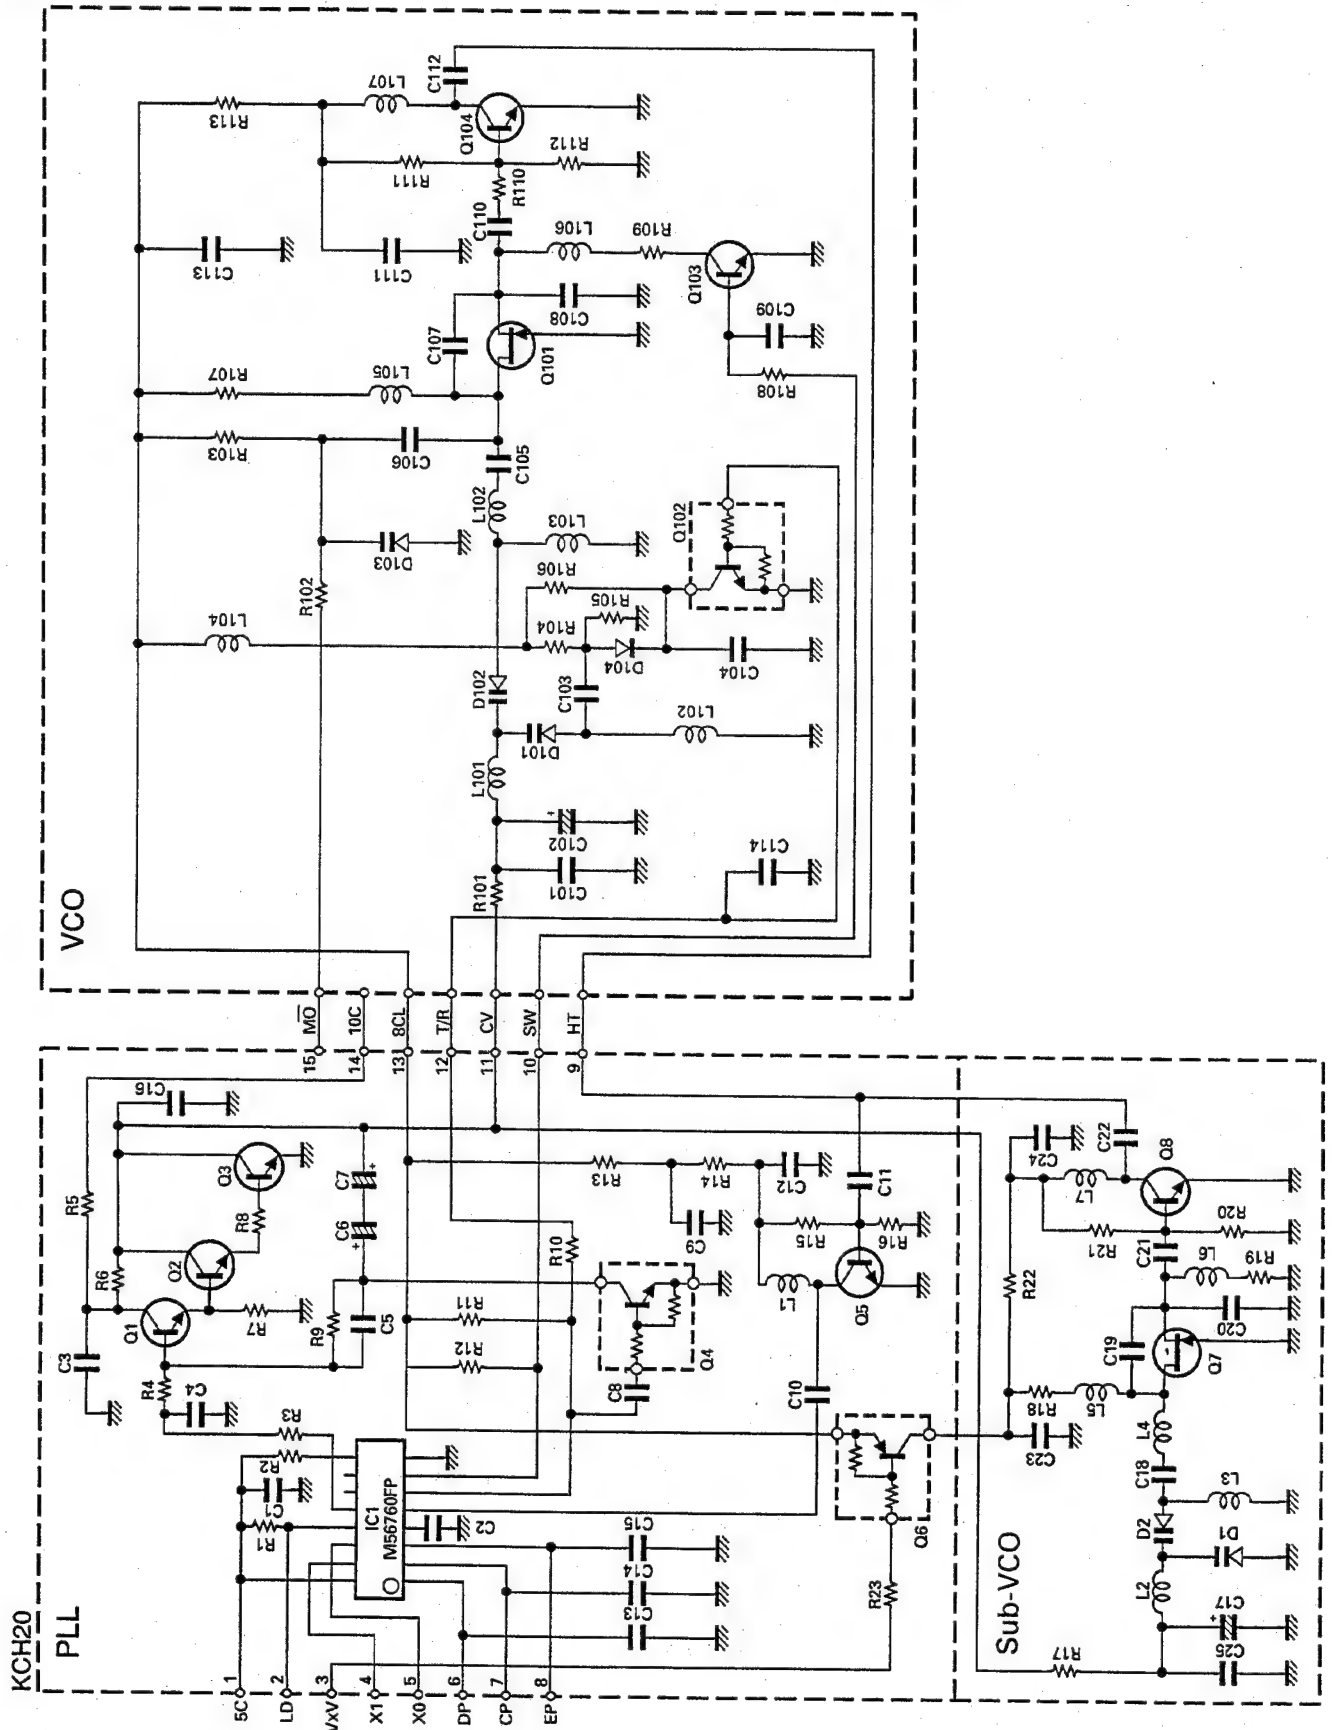 VCO
C112
L107
R113
Q104
R112
R111
R110
C110
C113
C111
L106
R109
Q103
C109
C108
C107
Q101
R108
R107
L105
R103
C106
C105
L102
Q102
L103
D103
R102
R106
R105
L104
R104
D104
C104
D102
C103
L102
D101
L101
C102
C114
C101
R101
MO
10C
8CL
T/R
CV
SW
HT
15
14
13
12
11
10
9
KCH20
PLL
C16
R5
Q3
R8
C7
C6
R6
Q2
R7
Q1
C3
R4
C4
R9
C5
R10
R11
R12
Q4
C8
R13
R14
C12
C9
C11
R15
R16
L1
Q5
C10
R3
R2
C1
R1
IC1
M56760FP
C2
C15
C14
C13
Q6
R23
5C
LD
VxV
X1
X0
DP
CP
EP
1
2
3
4
5
6
7
8
Sub-VCO
C24
C22
L7
Q8
R21
R20
C21
L6
R19
R22
C20
C19
Q7
R18
L5
C23
L4
C18
L3
D2
D1
L2
C17
C25
R17